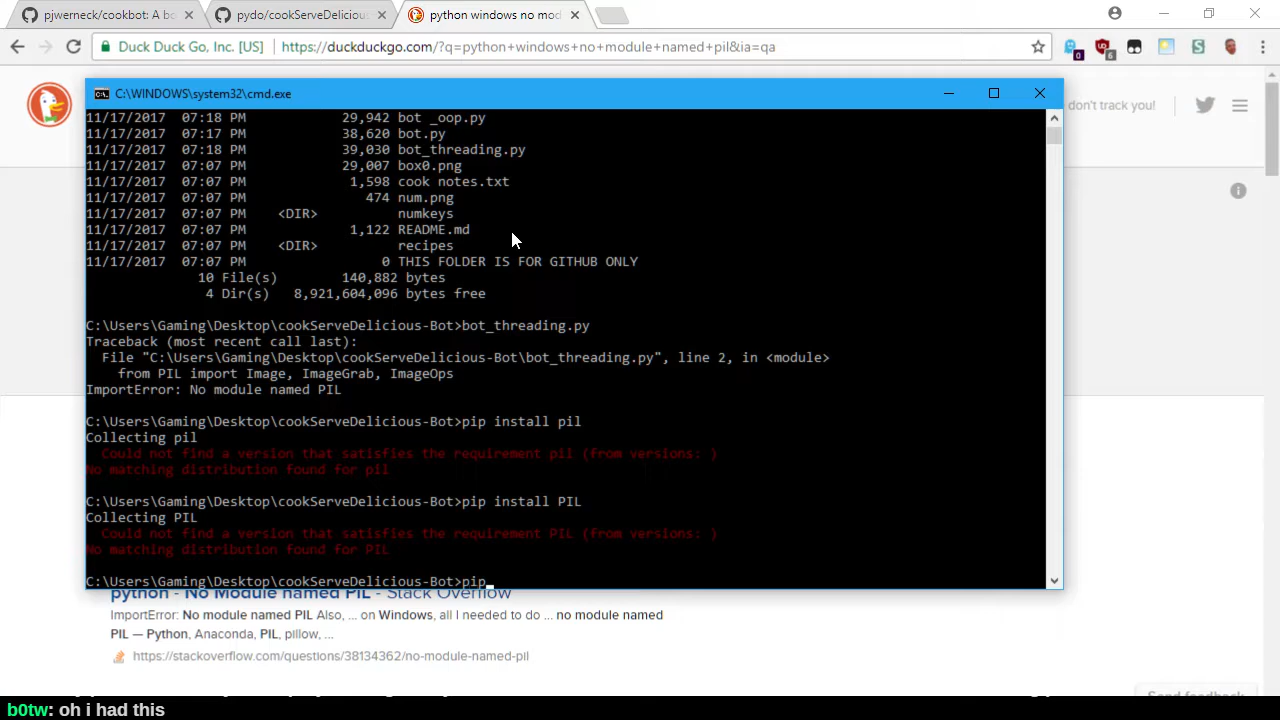 pjwerneck/cookbot: A bo
pydo/cookServeDelicious
python windows no mod
Duck Duck Go, Inc. [US]
https://duckduckgo.com/?q=python+windows+no+module+named+pil&ia=qa
0
6
S
don't track you!
C:\WINDOWS\system32\cmd.exe
11/17/2017  07:18 PM            29,942 bot _oop.py
11/17/2017  07:17 PM            38,620 bot.py
11/17/2017  07:18 PM            39,030 bot_threading.py
11/17/2017  07:07 PM            29,007 box0.png
11/17/2017  07:07 PM             1,598 cook notes.txt
11/17/2017  07:07 PM               474 num.png
11/17/2017  07:07 PM    <DIR>          numkeys
11/17/2017  07:07 PM             1,122 README.md
11/17/2017  07:07 PM    <DIR>          recipes
11/17/2017  07:07 PM                 0 THIS FOLDER IS FOR GITHUB ONLY
10 File(s)        140,882 bytes
4 Dir(s)   8,921,604,096 bytes free
C:\Users\Gaming\Desktop\cookServeDelicious-Bot>bot_threading.py
Traceback (most recent call last):
File "C:\Users\Gaming\Desktop\cookServeDelicious-Bot\bot_threading.py", line 2, in <module>
from PIL import Image, ImageGrab, ImageOps
ImportError: No module named PIL
C:\Users\Gaming\Desktop\cookServeDelicious-Bot>pip install pil
Collecting pil
Could not find a version that satisfies the requirement pil (from versions: )
No matching distribution found for pil
C:\Users\Gaming\Desktop\cookServeDelicious-Bot>pip install PIL
Collecting PIL
Could not find a version that satisfies the requirement PIL (from versions: )
No matching distribution found for PIL
C:\Users\Gaming\Desktop\cookServeDelicious-Bot>pip
python - No Module named PIL - Stack Overflow
ImportError: No module named PIL Also, ... on Windows, all I needed to do ... no module named
PIL — Python, Anaconda, PIL, pillow, ...
https://stackoverflow.com/questions/38134362/no-module-named-pil
Send feedback
b0tw: oh i had this